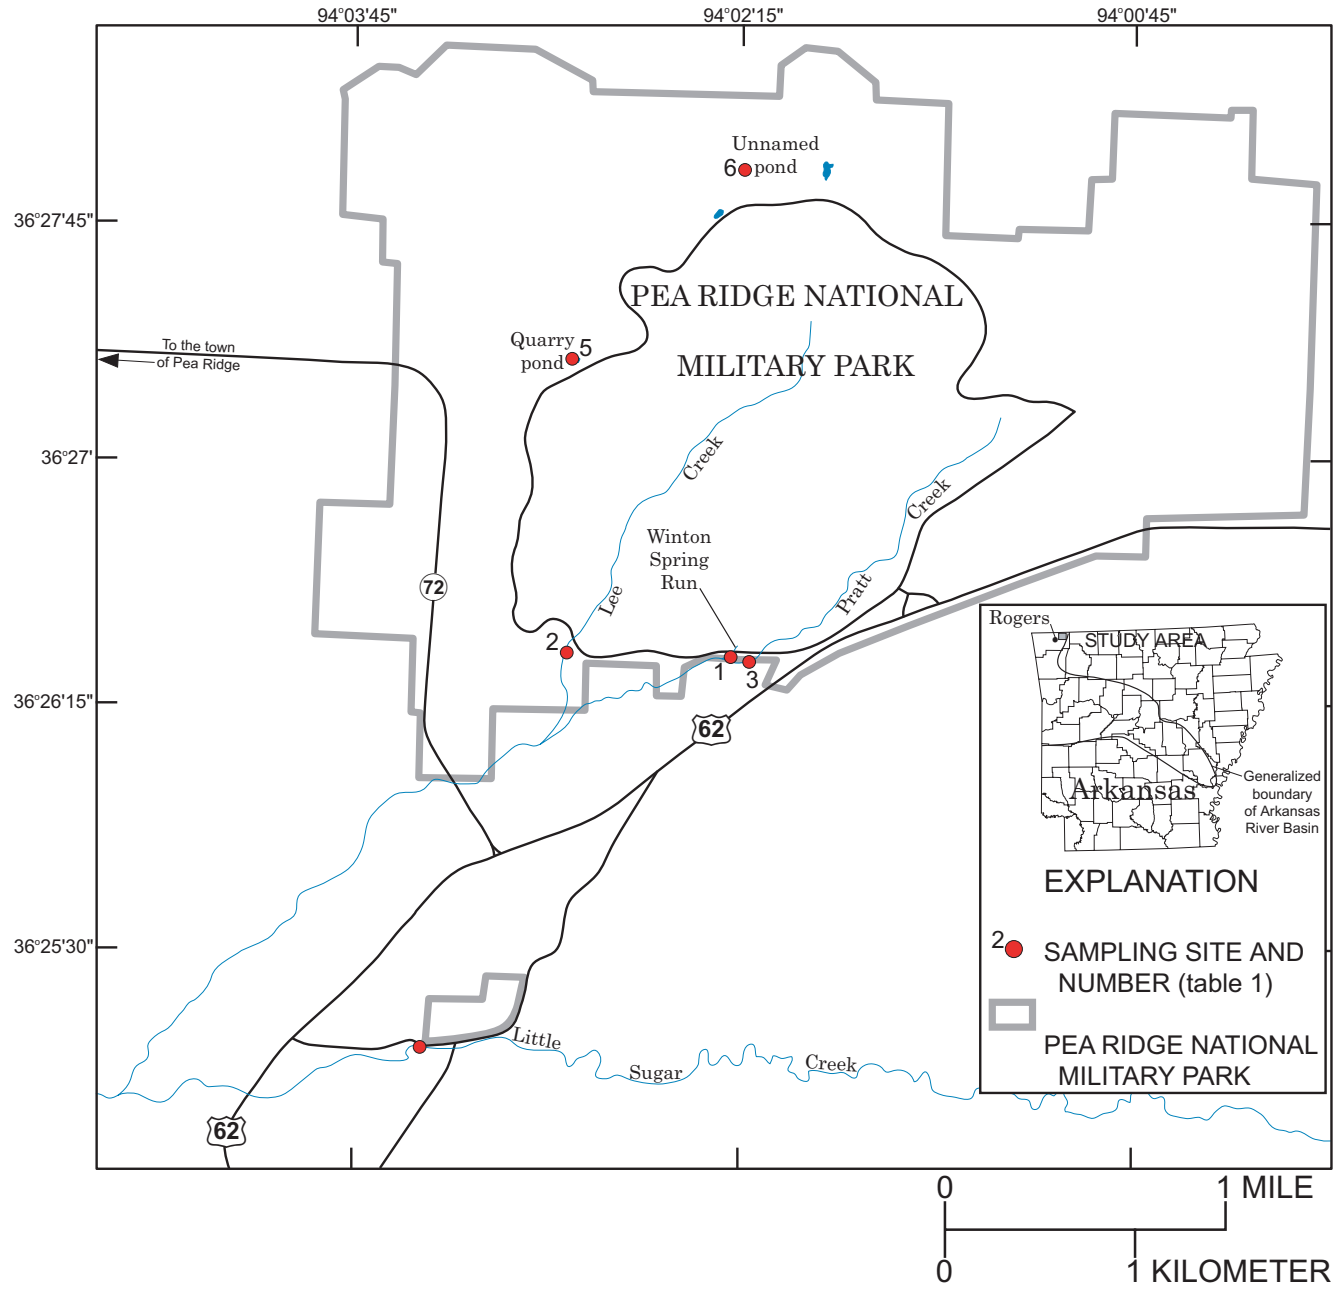 94°03'45"
94°02'15"
94°00'45"
Unnamed
6 pond
36°27'45"
PEA RIDGE NATIONAL
MILITARY PARK
Quarry
pond 5
To the town
of Pea Ridge
36°27'
Creek
Creek
Winton
Spring
Run
72
Lee
Pratt
2
1
3
36°26'15"
62
Rogers
STUDY AREA
Arkansas
Generalized
boundary
of Arkansas
River Basin
EXPLANATION
2 SAMPLING SITE AND
NUMBER (table 1)
PEA RIDGE NATIONAL
MILITARY PARK
36°25'30"
Little
Sugar
Creek
62
0 1 MILE
0 1 KILOMETER